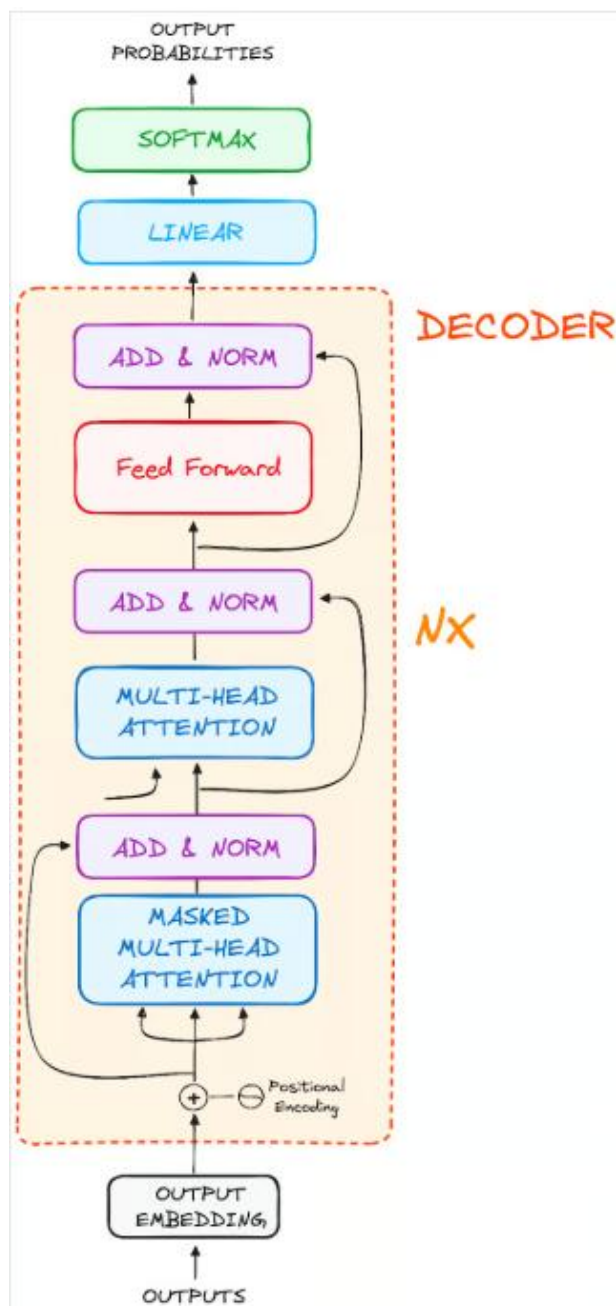 OUTPUT
PROBABILITIES
SOFTMAX
LINEAR
DECODER
ADD & NORM
Feed Forward
ADD & NORM
NX
MULTI-HEAD
ATTENTION
ADD & NORM
MASKED
MULTI-HEAD
ATTENTION
Positional
Encoding
OUTPUT
EMBEDDING
OUTPUTS